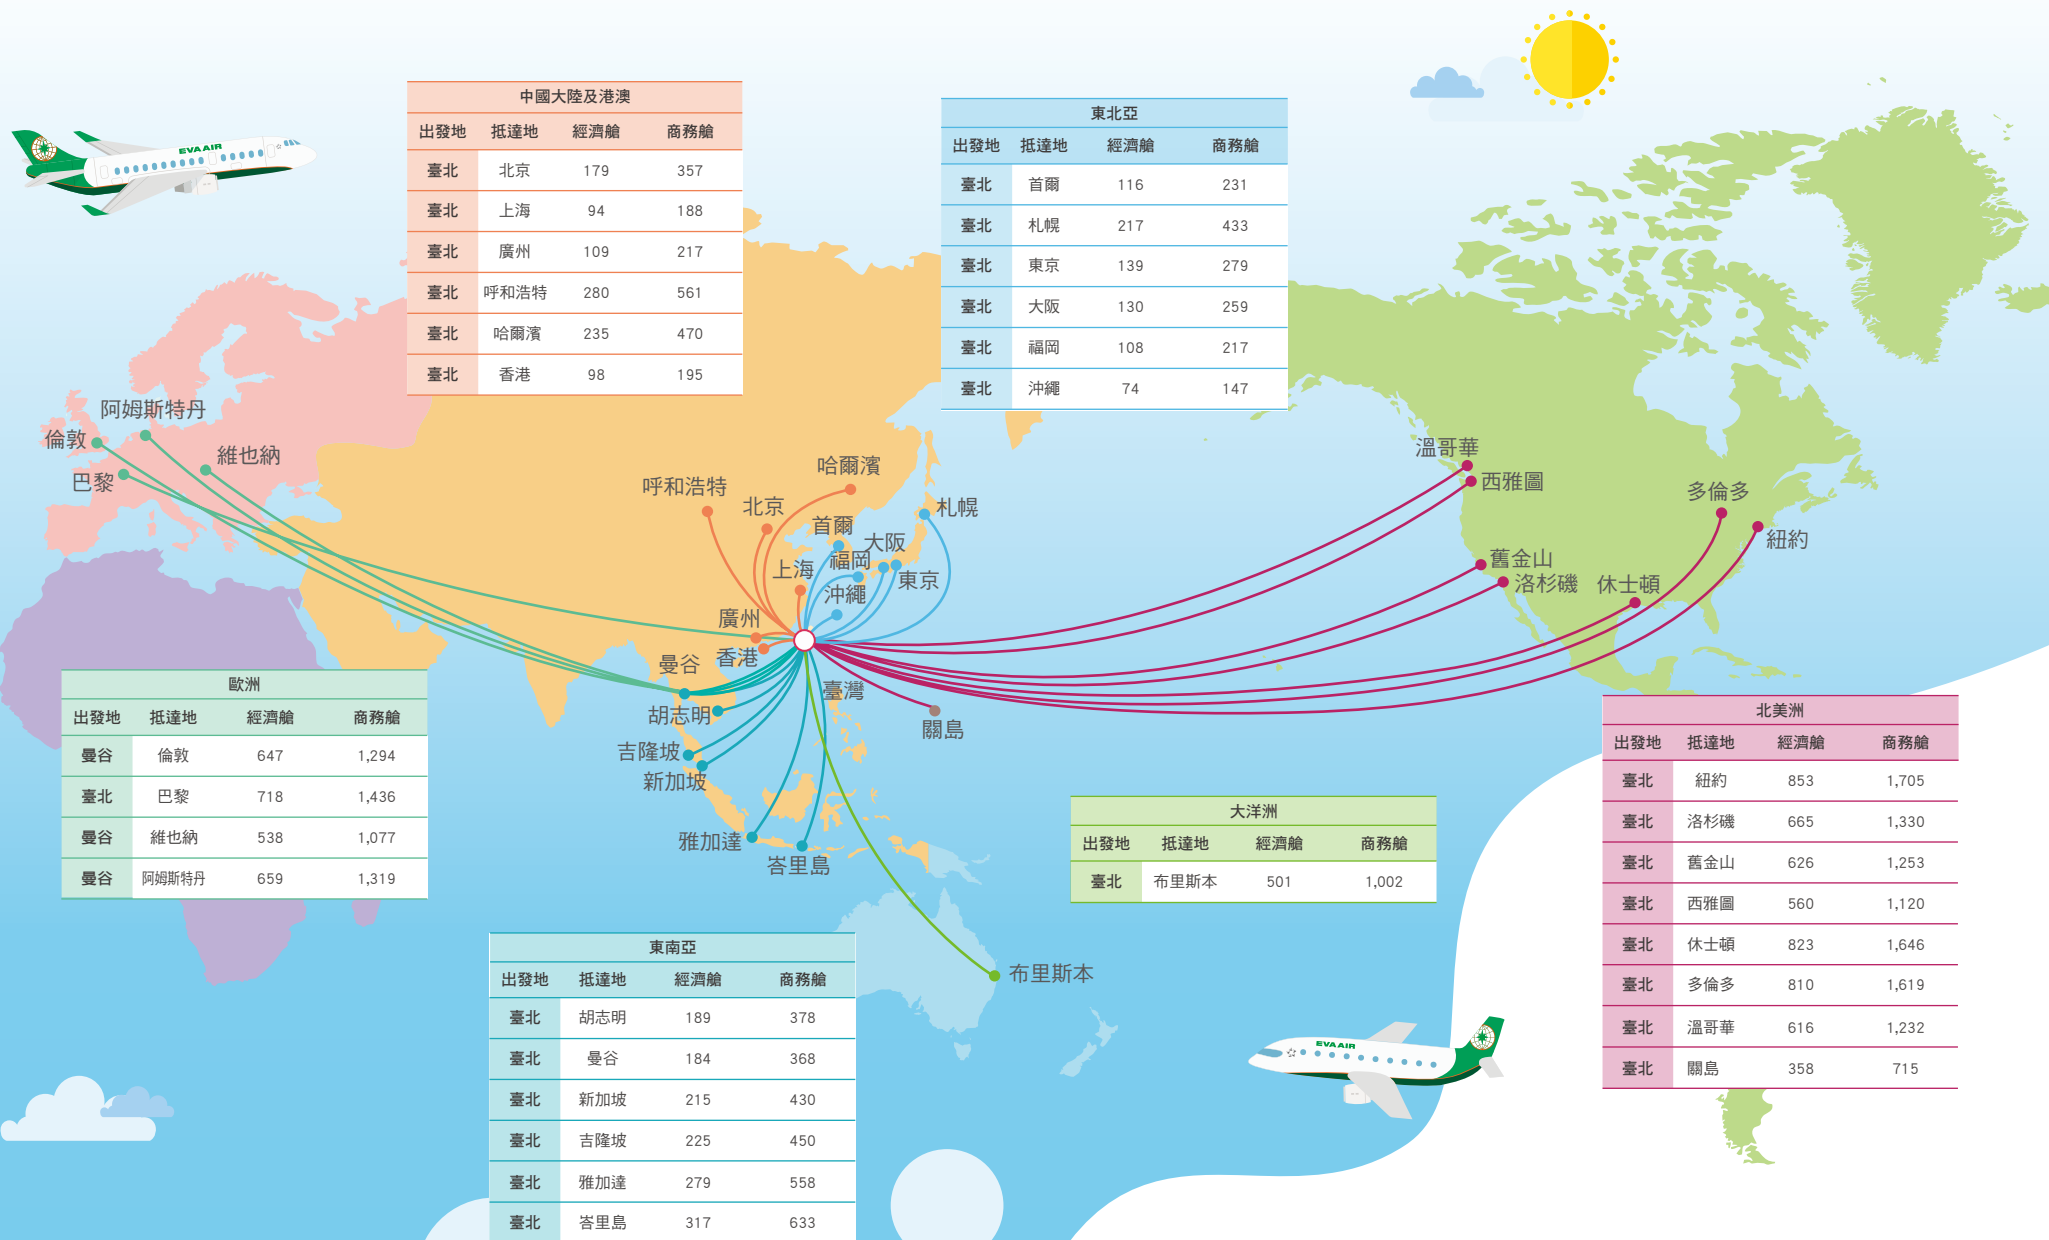 中國大陸及港澳
出發地 抵達地 經濟艙 商務艙
臺北 北京 179 357
臺北 上海 94 188
臺北 廣州 109 217
臺北 呼和浩特 280 561
臺北 哈爾濱 235 470
臺北 香港 98 195
東北亞
出發地 抵達地 經濟艙 商務艙
臺北 首爾 116 231
臺北 札幌 217 433
臺北 東京 139 279
臺北 大阪 130 259
臺北 福岡 108 217
臺北 沖繩 74 147
EVA AIR
阿姆斯特丹
倫敦
維也納
巴黎
哈爾濱
呼和浩特
北京
札幌
首爾
大阪
福岡
上海
東京
沖繩
廣州
香港
曼谷
臺灣
胡志明
關島
吉隆坡
新加坡
雅加達
峇里島
布里斯本
溫哥華
西雅圖
多倫多
紐約
舊金山
洛杉磯
休士頓
歐洲
出發地 抵達地 經濟艙 商務艙
曼谷 倫敦 647 1,294
臺北 巴黎 718 1,436
曼谷 維也納 538 1,077
曼谷 阿姆斯特丹 659 1,319
大洋洲
出發地 抵達地 經濟艙 商務艙
臺北 布里斯本 501 1,002
北美洲
出發地 抵達地 經濟艙 商務艙
臺北 紐約 853 1,705
臺北 洛杉磯 665 1,330
臺北 舊金山 626 1,253
臺北 西雅圖 560 1,120
臺北 休士頓 823 1,646
臺北 多倫多 810 1,619
臺北 溫哥華 616 1,232
臺北 關島 358 715
東南亞
出發地 抵達地 經濟艙 商務艙
臺北 胡志明 189 378
臺北 曼谷 184 368
臺北 新加坡 215 430
臺北 吉隆坡 225 450
臺北 雅加達 279 558
臺北 峇里島 317 633
EVA AIR